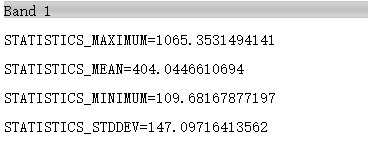 Band 1
STATISTICS_MAXIMUM=1065.3531494141
STATISTICS_MEAN=404.0446610694
STATISTICS_MINIMUM=109.68167877197
STATISTICS_STDDEV=147.09716413562